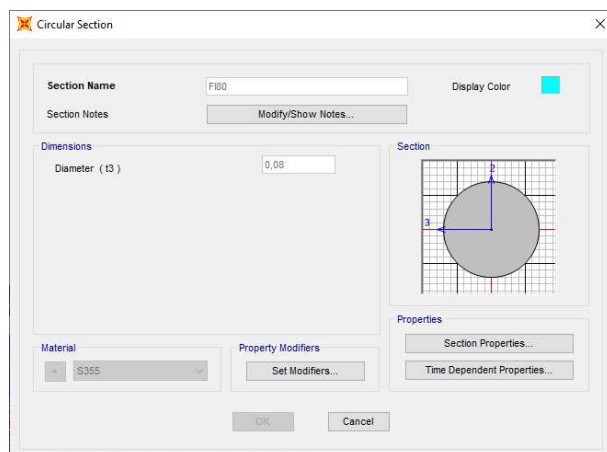 Circular Section
Section Name
FI80
Display Color
Section Notes
Modify/Show Notes...
Dimensions
Diameter ( t3 )
0,08
Section
2
3
Properties
Section Properties...
Time Dependent Properties...
Material
+
S355
Property Modifiers
Set Modifiers...
OK
Cancel